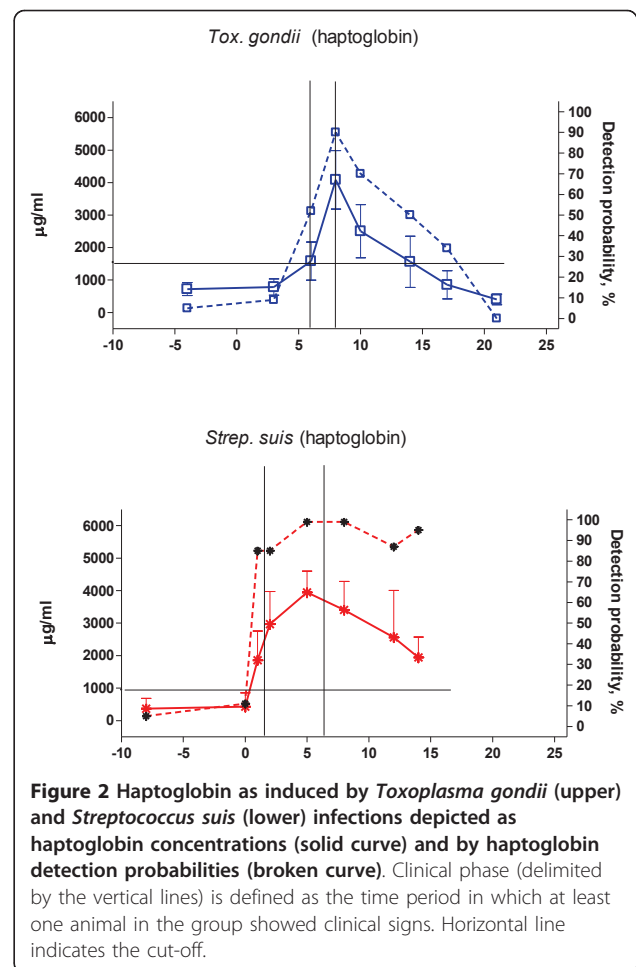 Tox. gondii (haptoglobin)
6000
5000
4000
3000
2000
1000
0
µg/ml
100
90
80
70
60
50
40
30
20
10
0
Detection probability, %
-10 -5 0 5 10 15 20 25
Strep. suis (haptoglobin)
6000
5000
4000
3000
2000
1000
0
µg/ml
100
90
80
70
60
50
40
30
20
10
0
Detection probability, %
-10 -5 0 5 10 15 20 25
Figure 2 Haptoglobin as induced by Toxoplasma gondii (upper)
and Streptococcus suis (lower) infections depicted as
haptoglobin concentrations (solid curve) and by haptoglobin
detection probabilities (broken curve). Clinical phase (delimited
by the vertical lines) is defined as the time period in which at least
one animal in the group showed clinical signs. Horizontal line
indicates the cut-off.